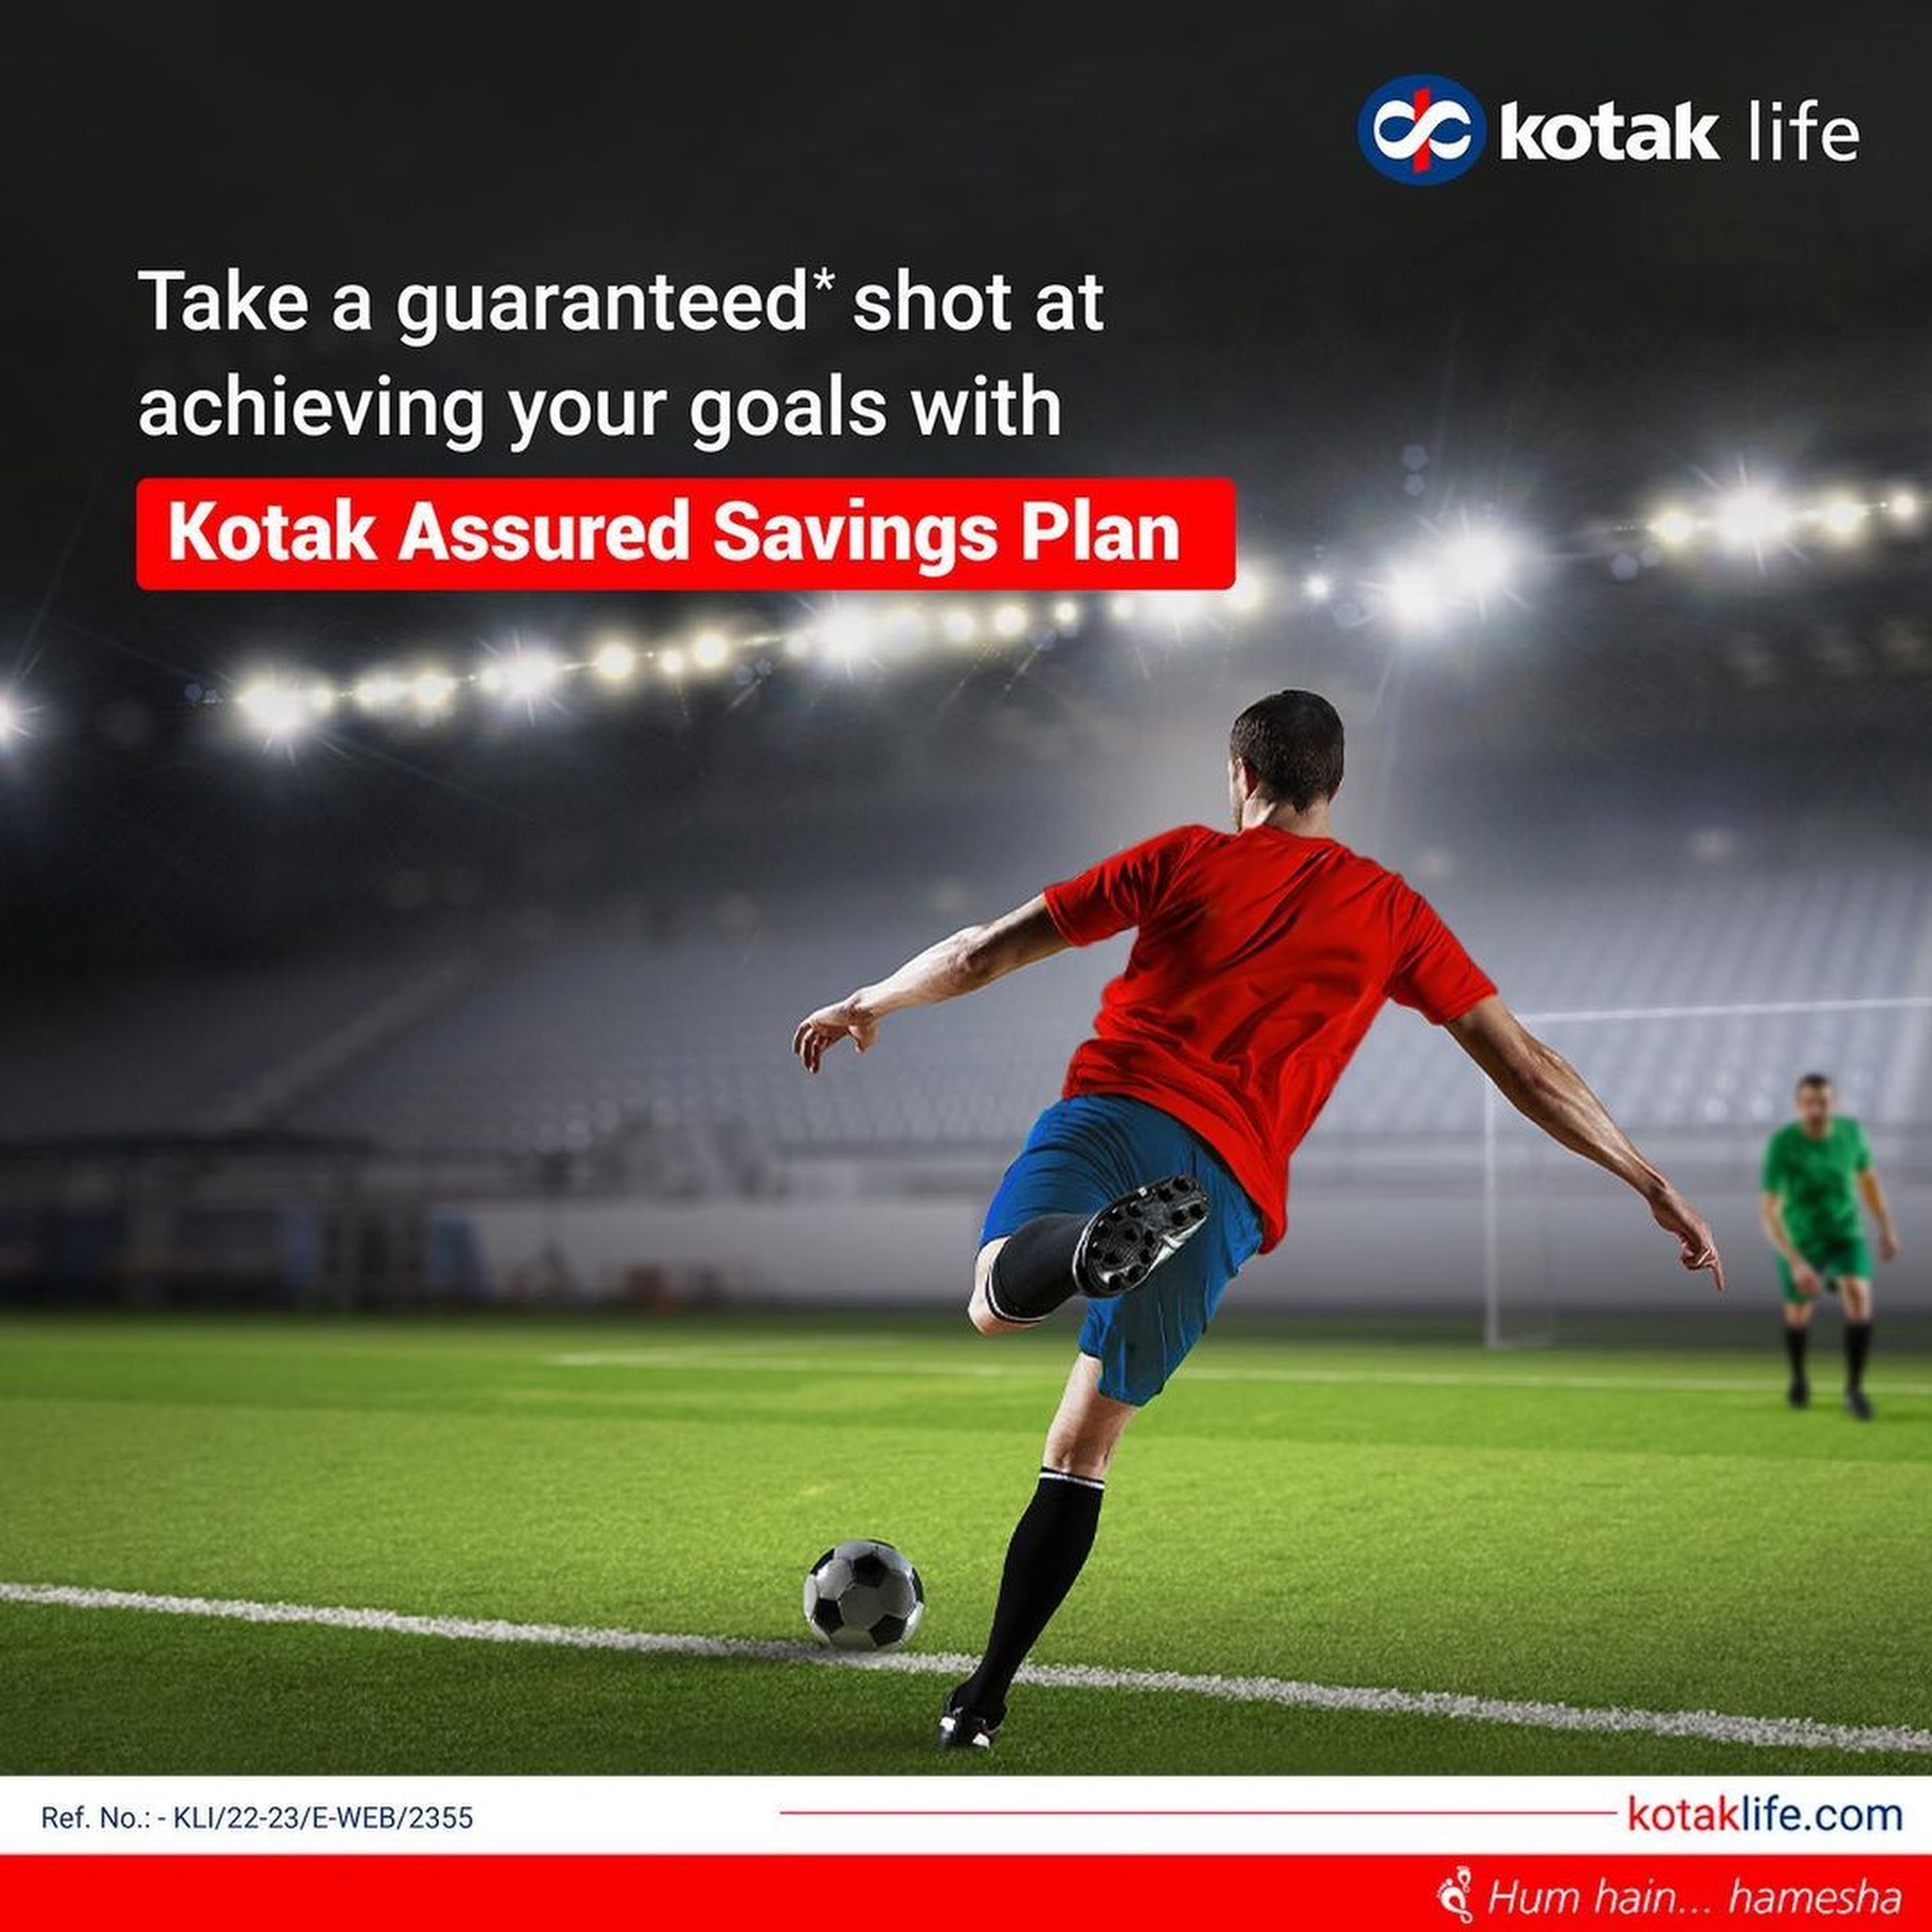 kotak life
Take a guaranteed* shot at
achieving your goals with
Kotak Assured Savings Plan
Ref. No.: - KLI/22-23/E-WEB/2355
kotaklife.com
Hum hain... hamesha